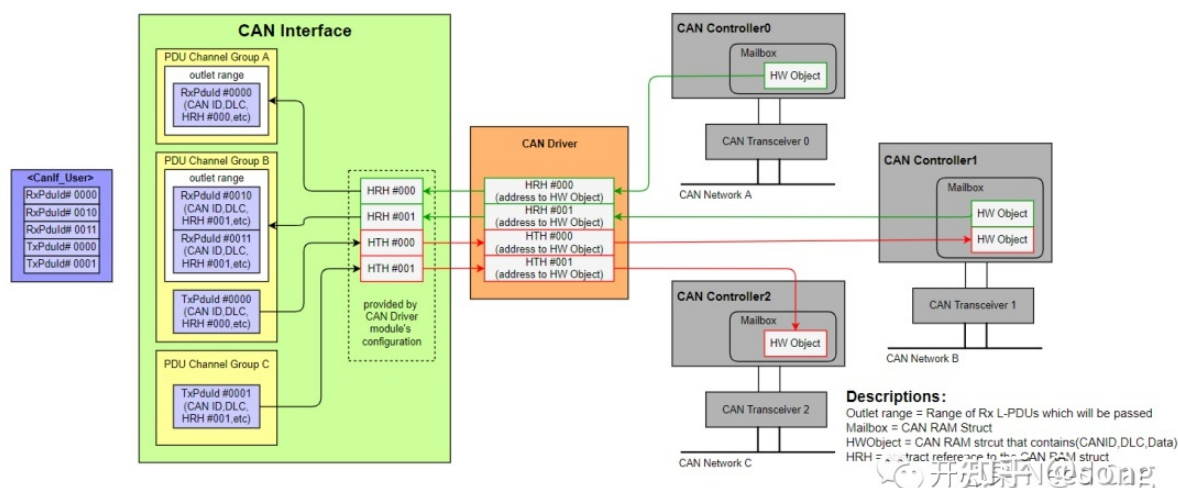 <CanIf_User>
RxPduId# 0000
RxPduId# 0010
RxPduId# 0011
TxPduId# 0000
TxPduId# 0001
CAN Interface
PDU Channel Group A
outlet range
RxPduId #0000
(CAN ID,DLC,
HRH #000,etc)
PDU Channel Group B
outlet range
RxPduId #0010
(CAN ID,DLC,
HRH #001,etc)
RxPduId #0011
(CAN ID,DLC,
HRH #001,etc)
TxPduId #0000
(CAN ID,DLC,
HRH #000,etc)
PDU Channel Group C
TxPduId #0001
(CAN ID,DLC,
HRH #001,etc)
HRH #000
HRH #001
HTH #000
HTH #001
provided by
CAN Driver
module's
configuration
CAN Driver
HRH #000
(address to HW Object)
HRH #001
(address to HW Object)
HTH #000
(address to HW Object)
HTH #001
(address to HW Object)
CAN Controller0
Mailbox
HW Object
CAN Transceiver 0
CAN Network A
CAN Controller1
Mailbox
HW Object
HW Object
CAN Transceiver 1
CAN Network B
CAN Controller2
Mailbox
HW Object
CAN Transceiver 2
CAN Network C
Descriptions:
Outlet range = Range of Rx L-PDUs which will be passed
Mailbox = CAN RAM Struct
HWObject = CAN RAM strcut that contains(CANID,DLC,Data)
HRH = reference to the CAN RAM struct